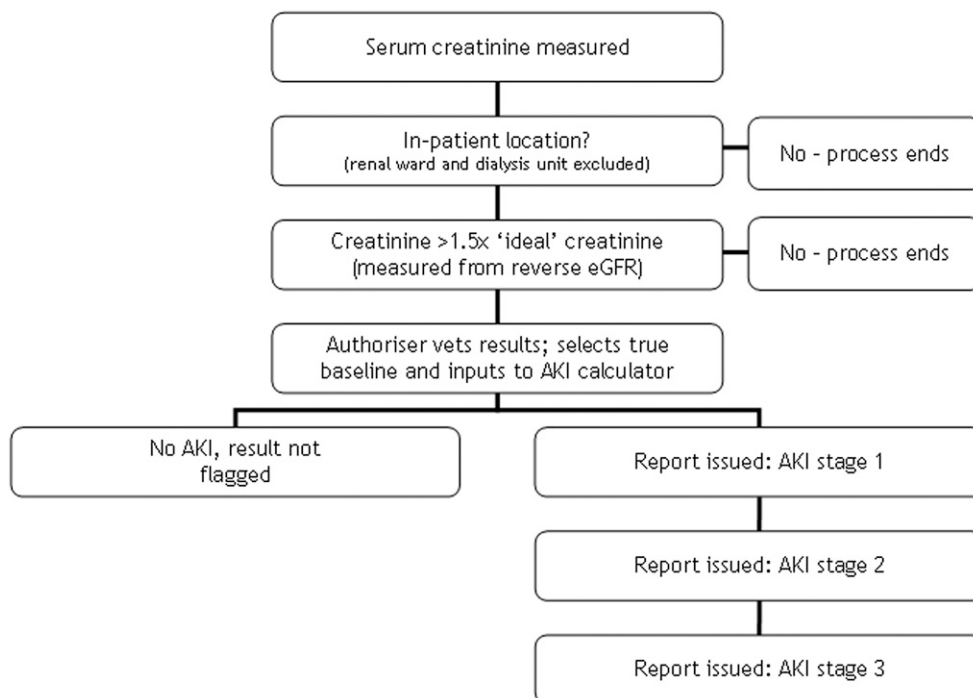 Serum creatinine measured
In-patient location?
(renal ward and dialysis unit excluded)
No - process ends
Creatinine >1.5x ‘ideal’ creatinine
(measured from reverse eGFR)
No - process ends
Authoriser vets results; selects true
baseline and inputs to AKI calculator
No AKI, result not
flagged
Report issued: AKI stage 1
Report issued: AKI stage 2
Report issued: AKI stage 3